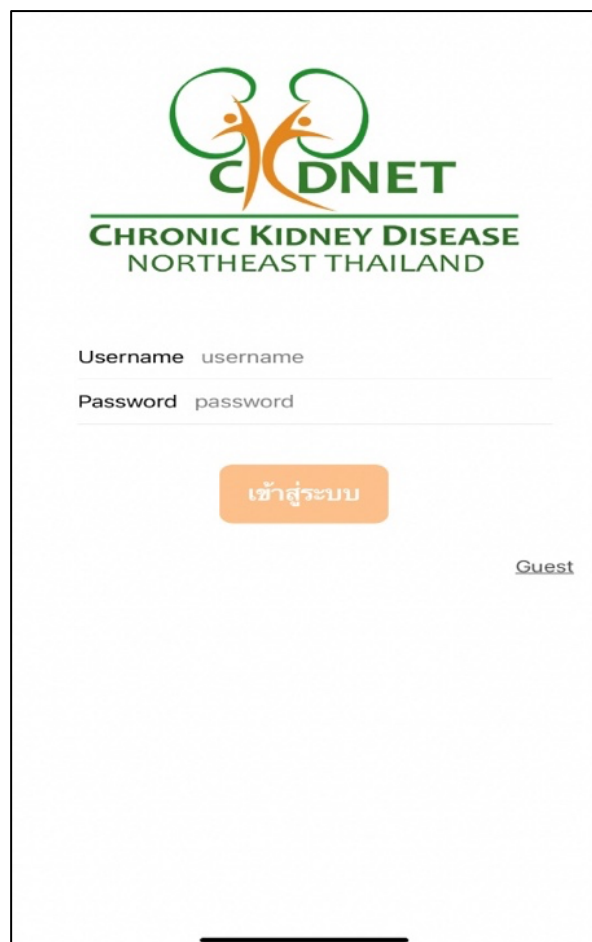 CKDNET
CHRONIC KIDNEY DISEASE
NORTHEAST THAILAND
Username username
Password password
เข้าสู่ระบบ
Guest